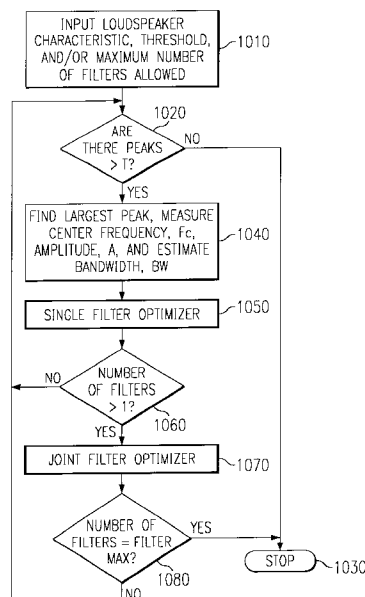 INPUT LOUDSPEAKER
CHARACTERISTIC, THRESHOLD,
AND/OR MAXIMUM NUMBER
OF FILTERS ALLOWED
1010
1020
ARE
THERE PEAKS
> T?
NO
YES
FIND LARGEST PEAK, MEASURE
CENTER FREQUENCY, Fc,
AMPLITUDE, A, AND ESTIMATE
BANDWIDTH, BW
1040
SINGLE FILTER OPTIMIZER
1050
NO
NUMBER
OF FILTERS
> 1?
1060
YES
JOINT FILTER OPTIMIZER
1070
NUMBER OF
FILTERS = FILTER
MAX?
YES
1080
NO
STOP
1030